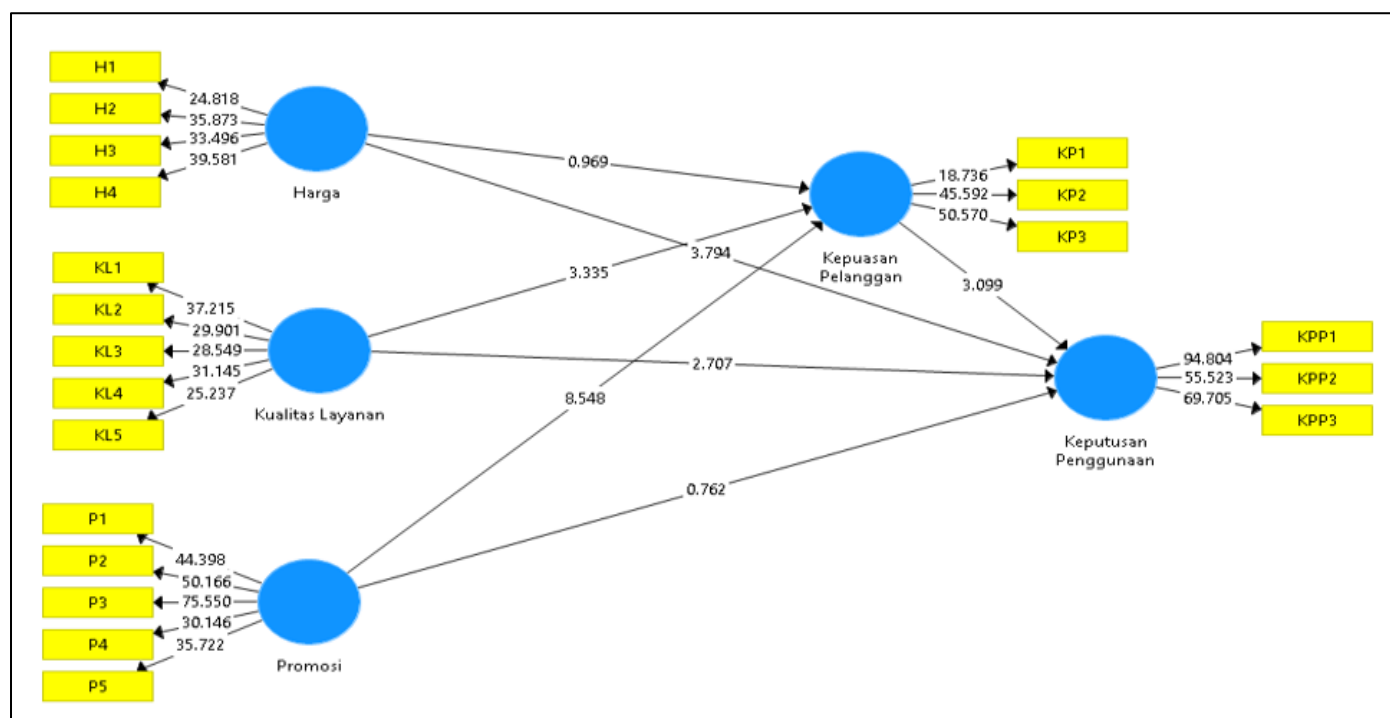 H1
H2
H3
H4
24.818
35.873
33.496
39.581
Harga
KL1
KL2
KL3
KL4
KL5
37.215
29.901
28.549
31.145
25.237
Kualitas Layanan
P1
P2
P3
P4
P5
44.398
50.166
75.550
30.146
35.722
Promosi
0.969
3.794
3.335
2.707
8.548
0.762
Kepuasan
Pelanggan
18.736
45.592
50.570
KP1
KP2
KP3
3.099
Keputusan
Penggunaan
94.804
55.523
69.705
KPP1
KPP2
KPP3